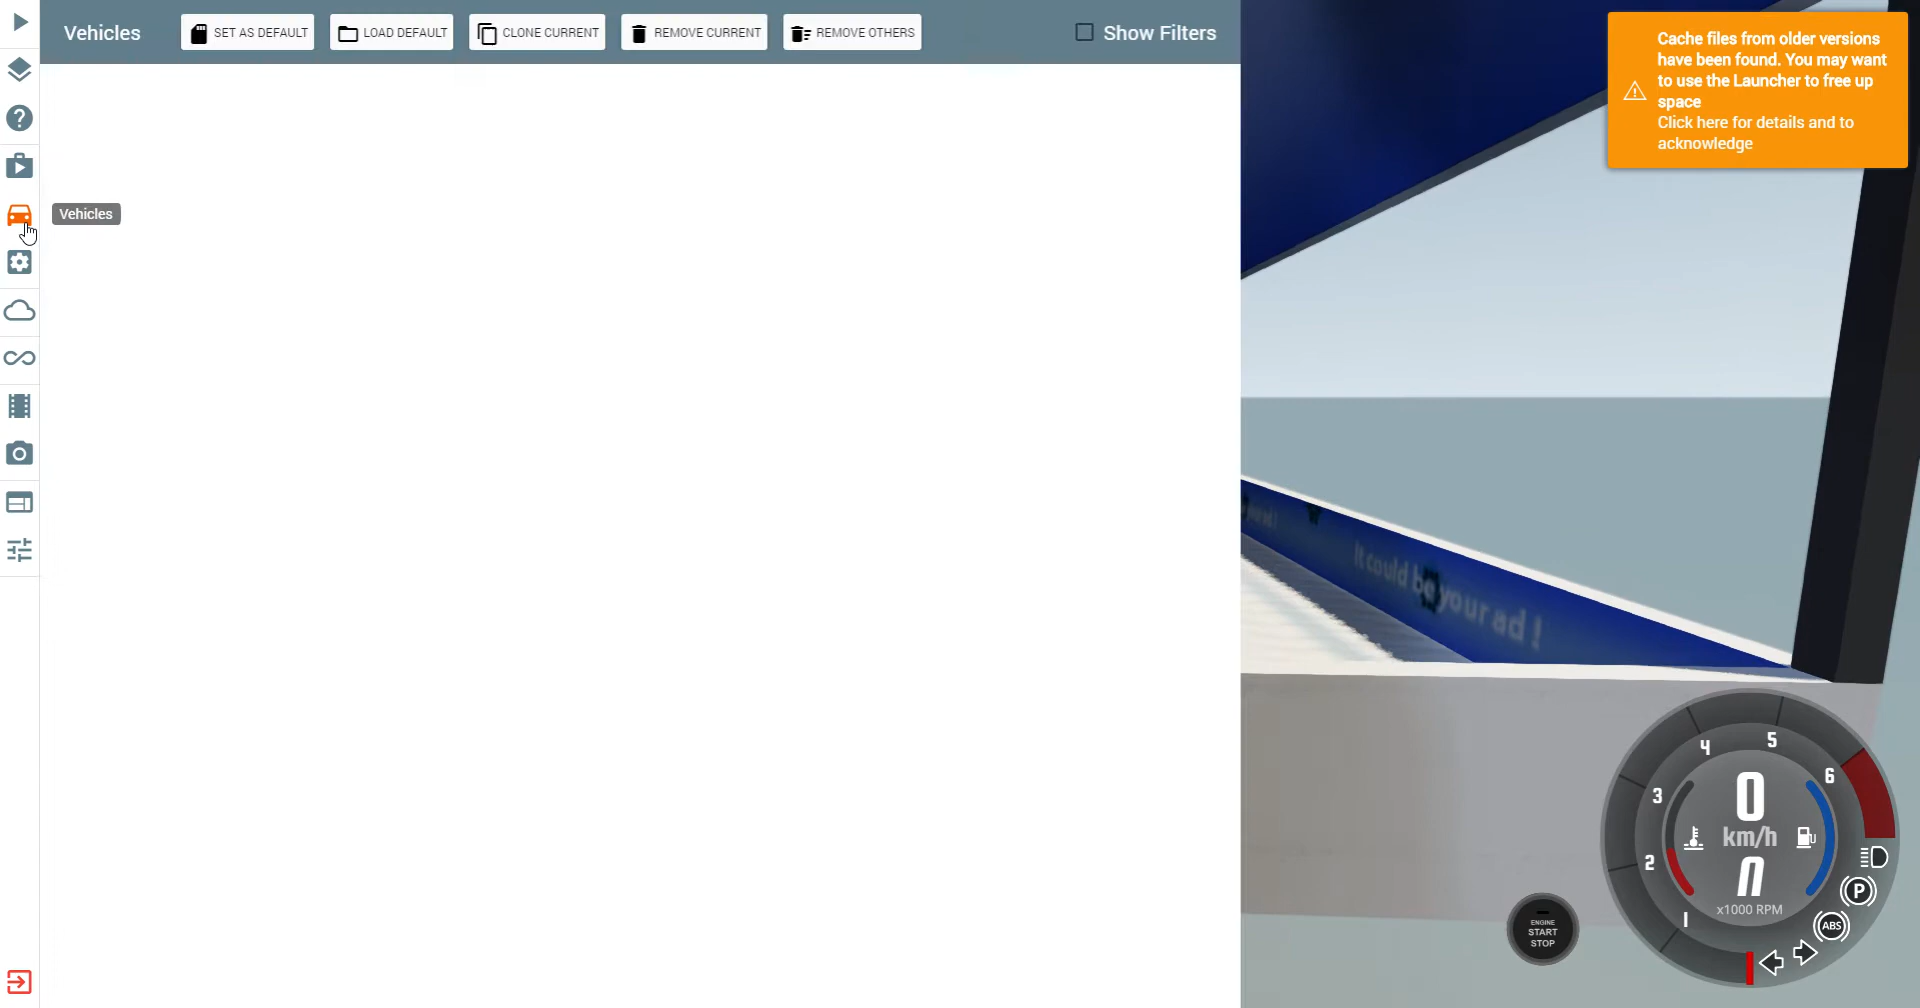 Vehicles
SET AS DEFAULT
LOAD DEFAULT
CLONE CURRENT
REMOVE CURRENT
REMOVE OTHERS
Show Filters
Cache files from older versions
have been found. You may want
to use the Launcher to free up
space
Click here for details and to
acknowledge
Vehicles
It could be your ad !
4
5
3
6
0
km/h
2
n
x1000 RPM
1
P
ABS
ENGINE
START
STOP